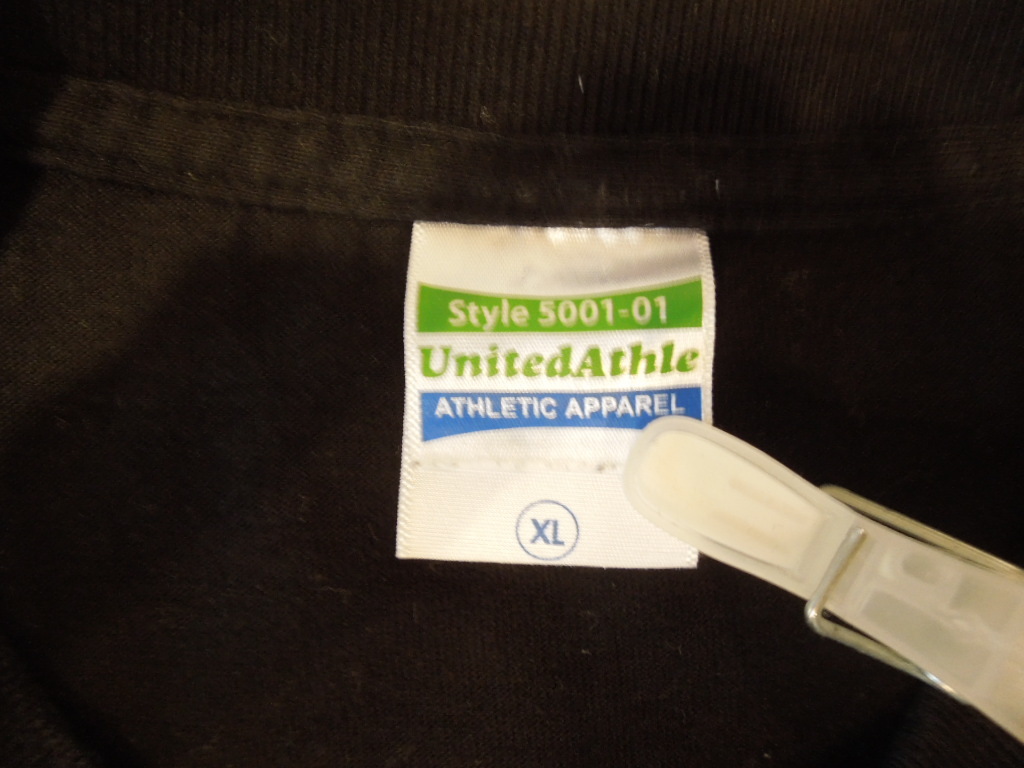 Style 5001-01
UnitedAthle
ATHLETIC APPAREL
XL